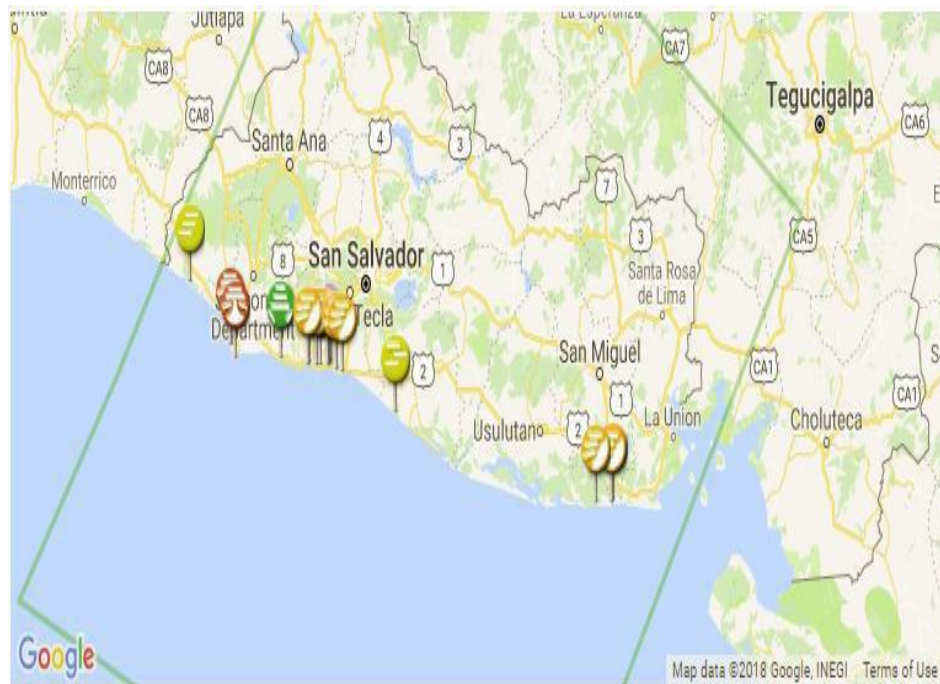 Jutiapa
La Esperanza
CA7
CA8
CA8
Tegucigalpa
CA6
Santa Ana
4
3
7
Monterrico
3
CA5
8
San Salvador
1
Santa Rosa
de Lima
Tecla
Department
San Miguel
CA1
2
CA1
1
La Union
Choluteca
Usulutano
2
Google
Map data ©2018 Google, INEGI
Terms of Use